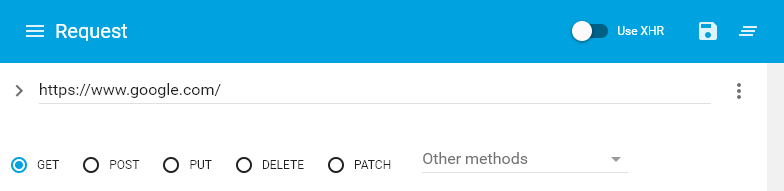 Request
Use XHR
https://www.google.com/
GET POST PUT DELETE PATCH Other methods